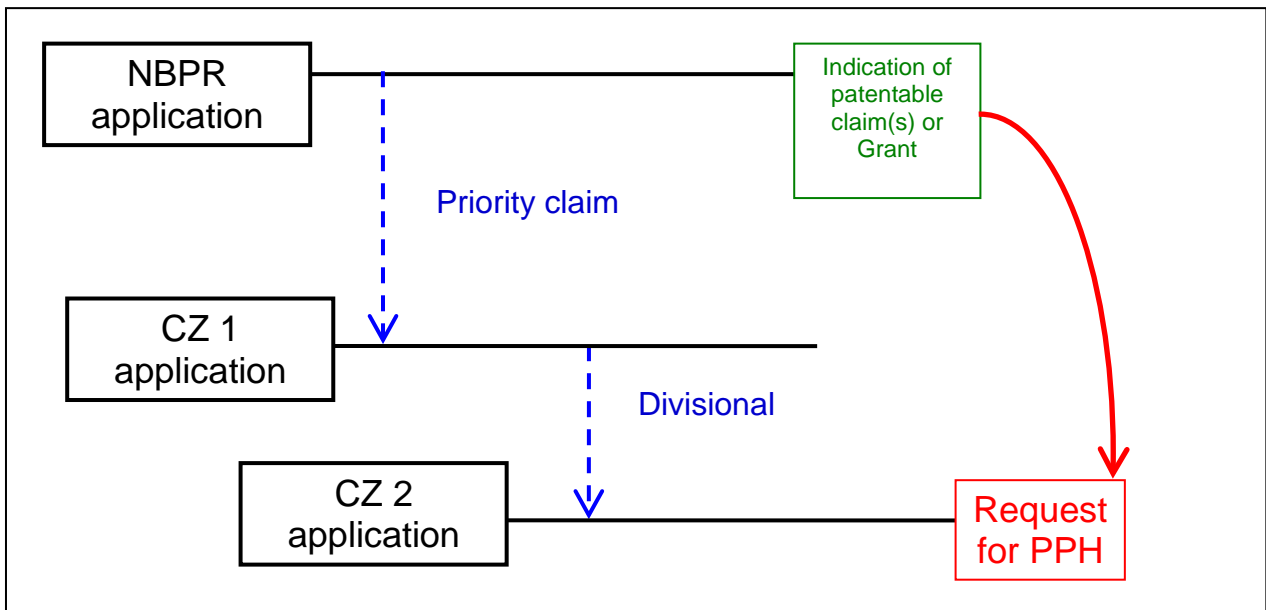 NBPR
application
Indication of
patentable
claim(s) or
Grant
Priority claim
CZ 1
application
Divisional
CZ 2
application
Request
for PPH